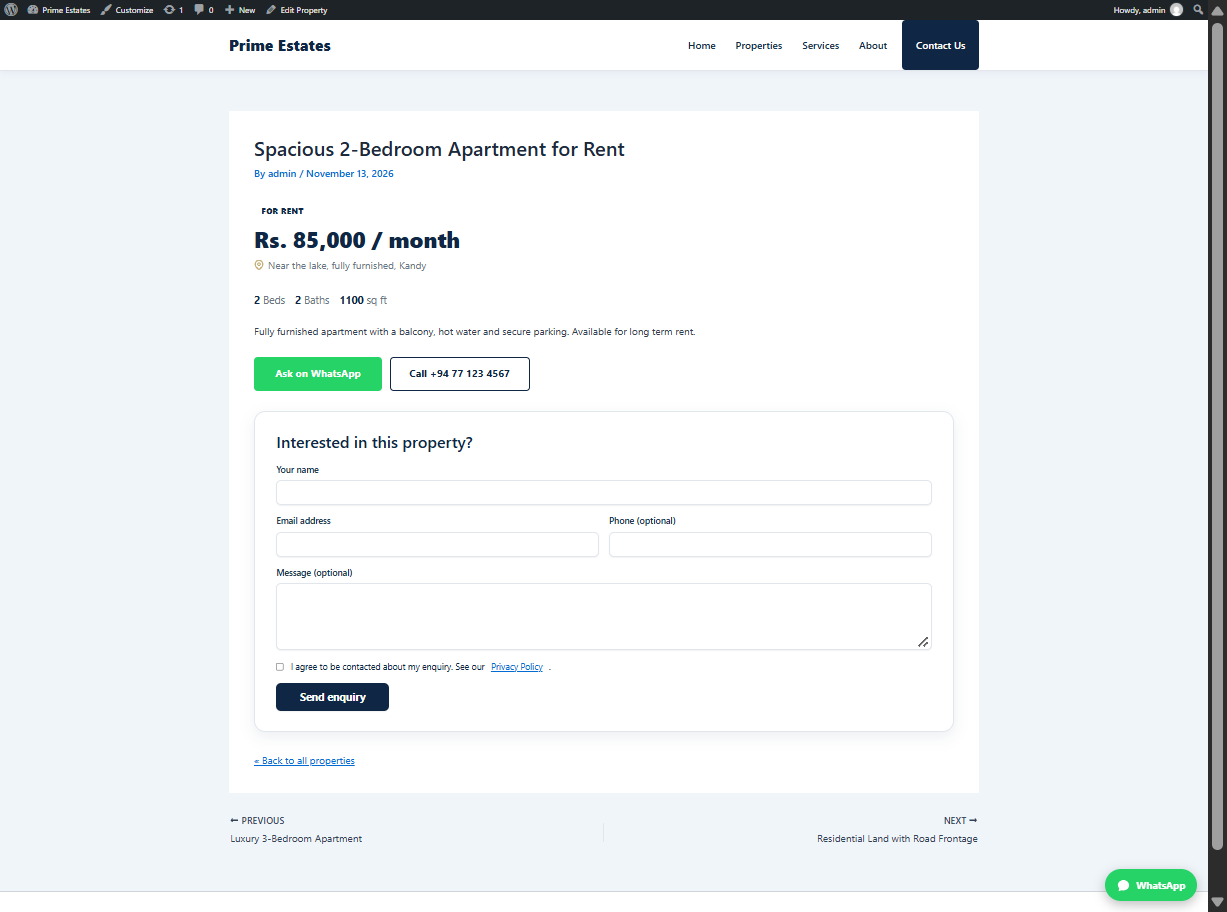 Prime Estates Customize 1 0 New Edit Property Howdy, admin
Prime Estates Home Properties Services About Contact Us
Spacious 2-Bedroom Apartment for Rent
By admin / November 13, 2026
FOR RENT
Rs. 85,000 / month
Near the lake, fully furnished, Kandy
2 Beds 2 Baths 1100 sq ft
Fully furnished apartment with a balcony, hot water and secure parking. Available for long term rent.
Ask on WhatsApp Call +94 77 123 4567
Interested in this property?
Your name
Email address Phone (optional)
Message (optional)
I agree to be contacted about my enquiry. See our Privacy Policy .
Send enquiry
« Back to all properties
← PREVIOUS NEXT →
Luxury 3-Bedroom Apartment Residential Land with Road Frontage
WhatsApp